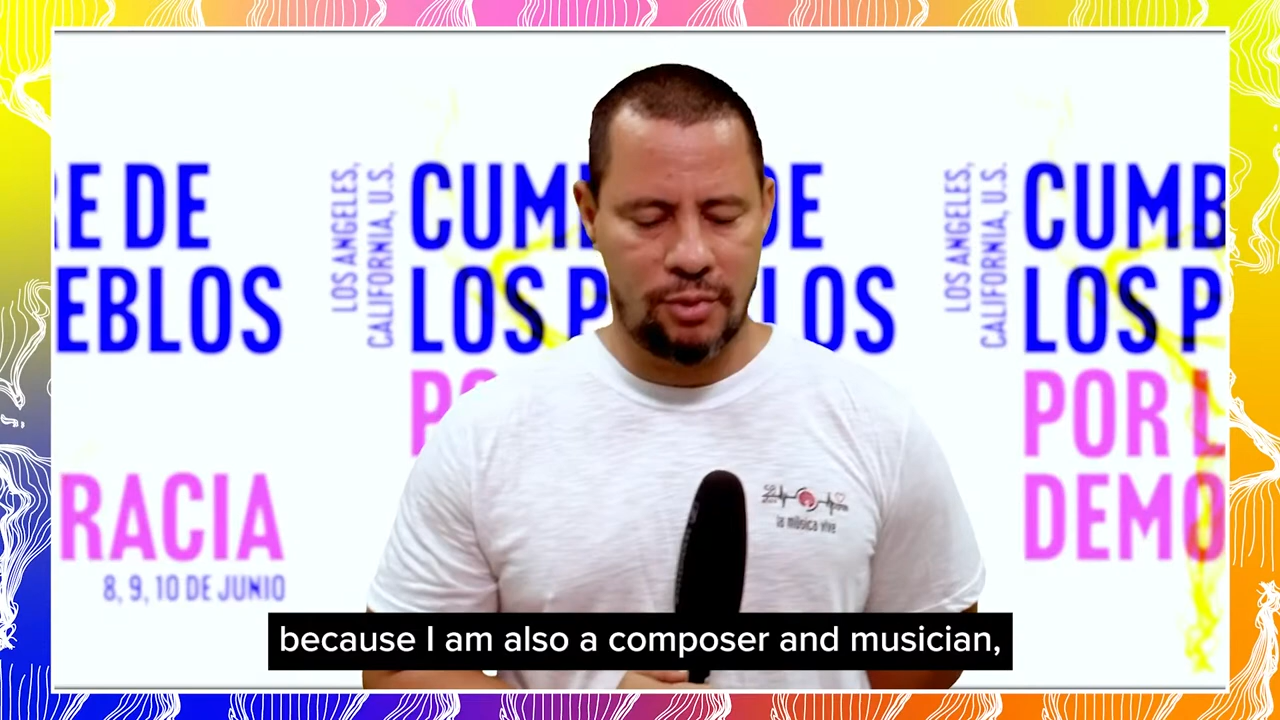 RE DE
EBLOS
RACIA
8, 9, 10 DE JUNIO
LOS ANGELES,
CALIFORNIA, U.S.
CUM DE
LOS P LOS
PO
LOS ANGELES,
CALIFORNIA, U.S.
CUMB
LOS P
POR L
DEMO
la música vive
because I am also a composer and musician,